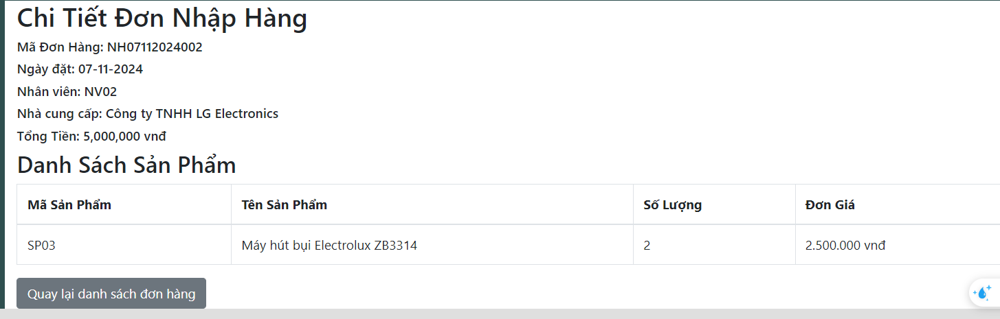 Chi Tiết Đơn Nhập Hàng
Mã Đơn Hàng: NH07112024002
Ngày đặt: 07-11-2024
Nhân viên: NV02
Nhà cung cấp: Công ty TNHH LG Electronics
Tổng Tiền: 5,000,000 vnđ
Danh Sách Sản Phẩm
Mã Sản Phẩm Tên Sản Phẩm Số Lượng Đơn Giá
SP03 Máy hút bụi Electrolux ZB3314 2 2.500.000 vnđ
Quay lại danh sách đơn hàng